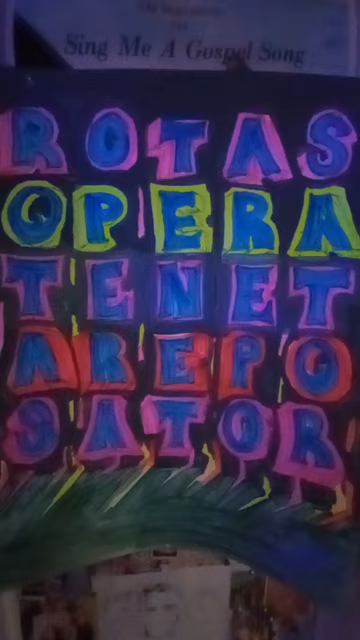 Sing Me A Gospel Song
ROTAS
OPERA
TENET
AREPO
SATOR